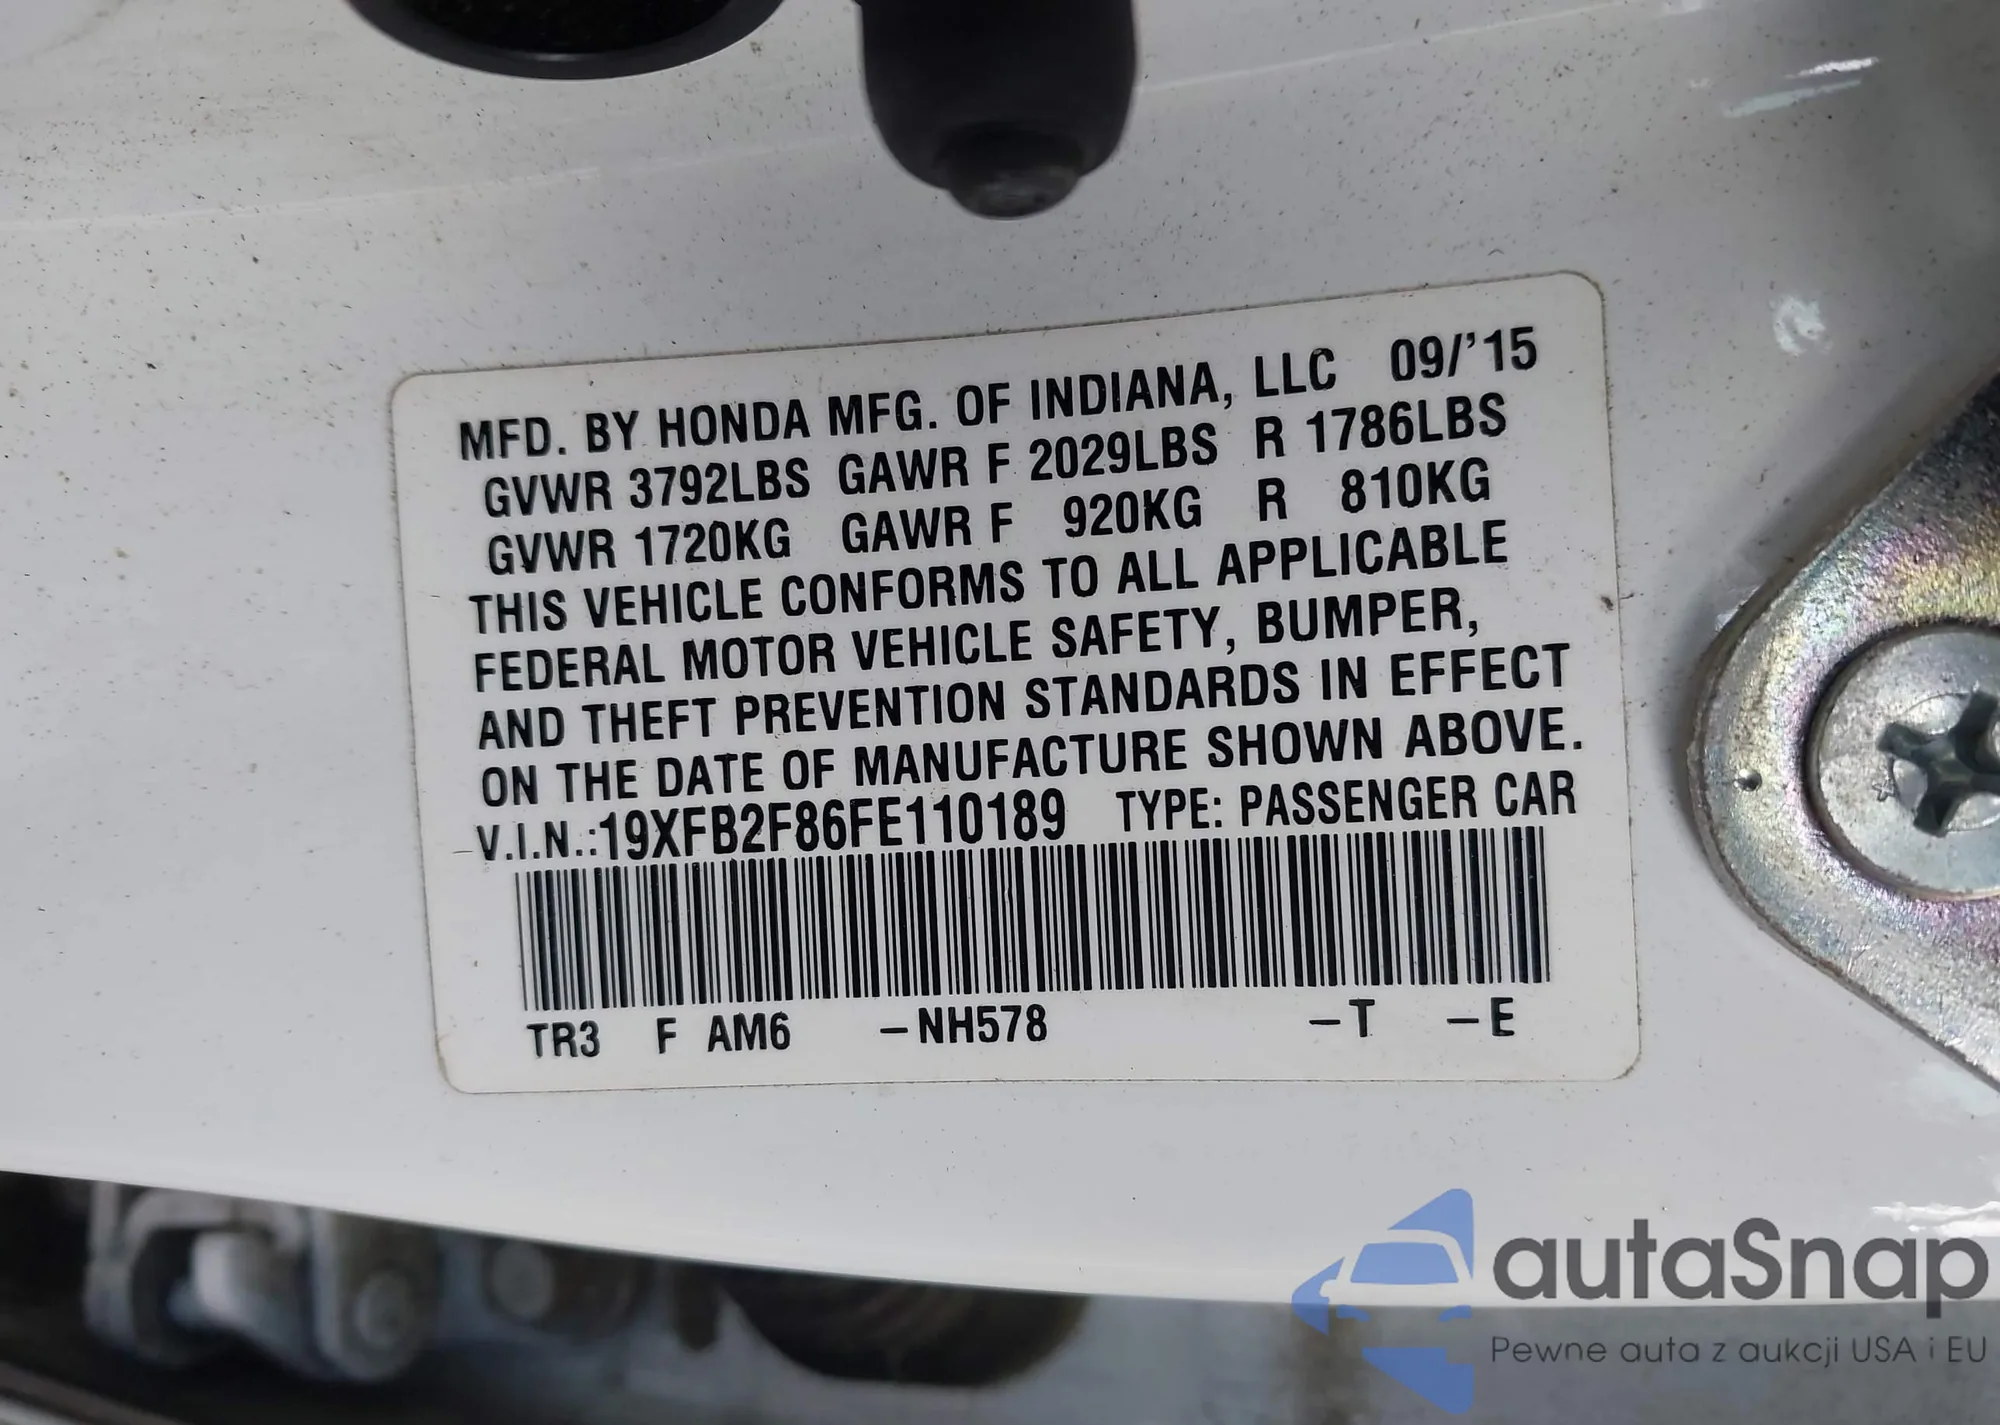 MFD. BY HONDA MFG. OF INDIANA, LLC 09/'15
GVWR 3792LBS GAWR F 2029LBS R 1786LBS
GVWR 1720KG GAWR F 920KG R 810KG
THIS VEHICLE CONFORMS TO ALL APPLICABLE
FEDERAL MOTOR VEHICLE SAFETY, BUMPER,
AND THEFT PREVENTION STANDARDS IN EFFECT
ON THE DATE OF MANUFACTURE SHOWN ABOVE.
V.I.N.:19XFB2F86FE110189 TYPE: PASSENGER CAR
TR3 F AM6 –NH578 –T –E
autaSnap
Pewne auta z aukcji USA i EU